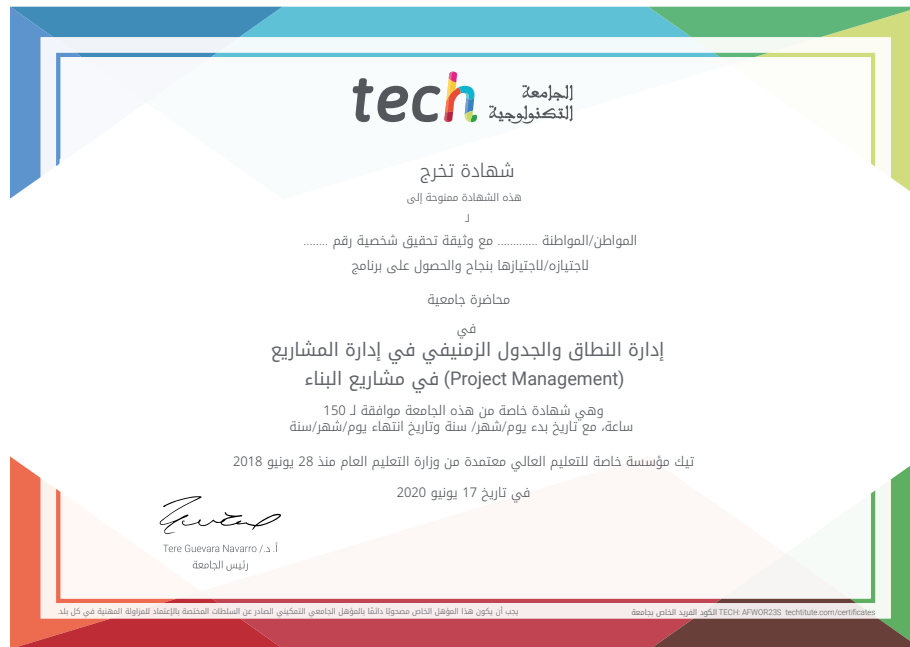 tech
الجامعة
التكنولوجية
شهادة تخرج
هذه الشهادة ممنوحة إلى
لـ
المواطن/المواطنة ............ مع وثيقة تحقيق شخصية رقم ........
لاجتيازه/لاجتيازها بنجاح والحصول على برنامج
محاضرة جامعية
في
إدارة النطاق والجدول الزمنيفي في إدارة المشاريع
(Project Management) في مشاريع البناء
وهي شهادة خاصة من هذه الجامعة موافقة لـ 150
ساعة، مع تاريخ بدء يوم/شهر/ سنة وتاريخ انتهاء يوم/شهر/سنة
تيك مؤسسة خاصة للتعليم العالي معتمدة من وزارة التعليم العام منذ 28 يونيو 2018
في تاريخ 17 يونيو 2020
أ. د./ Tere Guevara Navarro
رئيس الجامعة
الكود الفريد الخاص بجامعة TECH: AFWOR23S techtitute.com/certificates
يجب أن يكون هذا المؤهل الخاص مصحوبًا دائمًا بالمؤهل الجامعي التمكيني الصادر عن السلطات المختصة بالإعتماد للمزاولة المهنية في كل بلد.